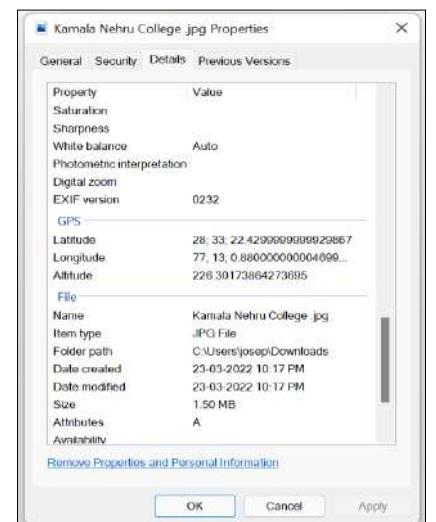 Kamala Nehru College .jpg Properties
General Security Details Previous Versions
Property Value
Saturation
Sharpness
White balance Auto
Photometric interpretation
Digital zoom
EXIF version 0232
GPS
Latitude 28; 33; 22.4299999999929867
Longitude 77; 13; 0.880000000004699...
Altitude 226.30173864273695
File
Name Kamala Nehru College .jpg
Item type JPG File
Folder path C:\Users\josep\Downloads
Date created 23-03-2022 10:17 PM
Date modified 23-03-2022 10:17 PM
Size 1.50 MB
Attributes A
Availability
Remove Properties and Personal Information
OK Cancel Apply